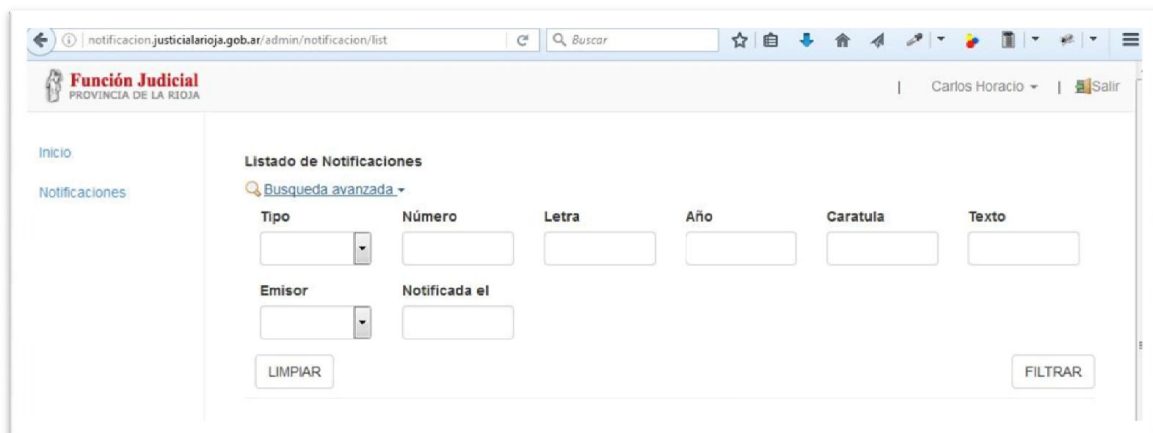 notificacion.justicialarioja.gob.ar/admin/notificacion/list
Buscar
Función Judicial
PROVINCIA DE LA RIOJA
| Carlos Horacio | Salir
Inicio
Notificaciones
Listado de Notificaciones
Busqueda avanzada
Tipo Número Letra Año Caratula Texto
Emisor Notificada el
LIMPIAR FILTRAR